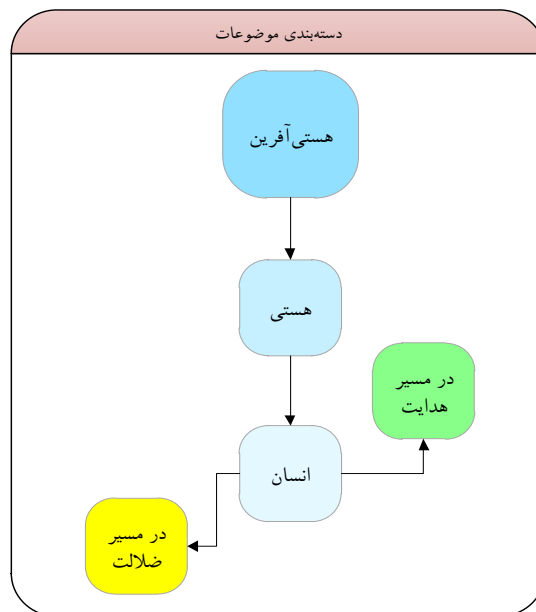 دسته‌بندی موضوعات
هستی‌آفرین
هستی
در مسیر
هدایت
انسان
در مسیر
ضلالت